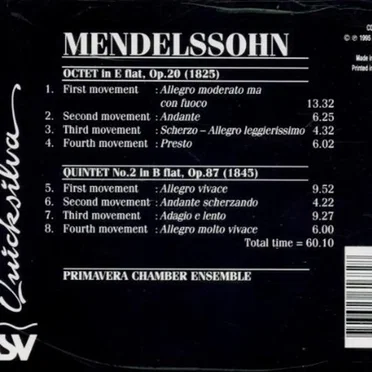 MENDELSSOHN
OCTET in E flat, Op.20 (1825)
1. First movement : Allegro moderato ma
con fuoco 13.32
2. Second movement : Andante 6.25
3. Third movement : Scherzo – Allegro leggierissimo 4.32
4. Fourth movement : Presto 6.02
QUINTET No.2 in B flat, Op.87 (1845)
5. First movement : Allegro vivace 9.52
6. Second movement : Andante scherzando 4.22
7. Third movement : Adagio e lento 9.27
8. Fourth movement : Allegro molto vivace 6.00
Total time = 60.10
PRIMAVERA CHAMBER ENSEMBLE
Quicksilva
SV
℗ © 1995
Made in
Printed in